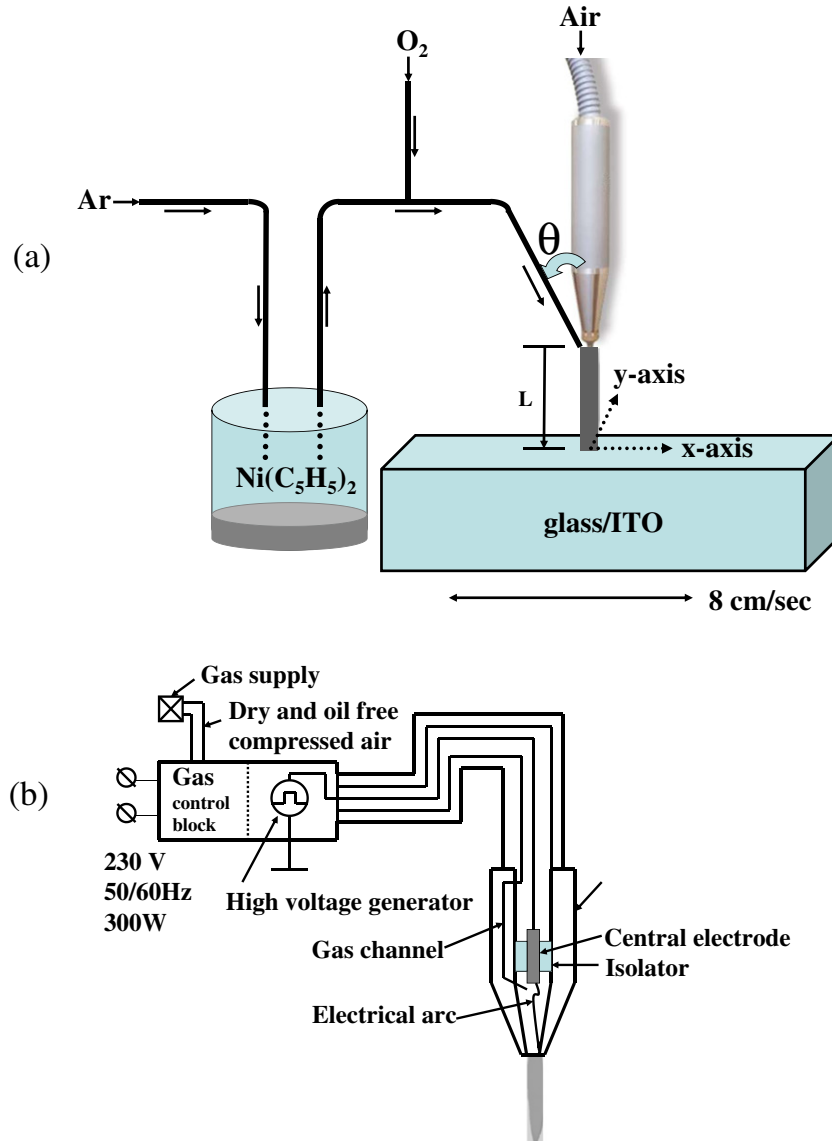 O2
Air
Ar
θ
(a)
L
y-axis
x-axis
Ni(C5H5)2
glass/ITO
8 cm/sec
Gas supply
Dry and oil free
compressed air
(b)
Gas
control
block
230 V
50/60Hz
300W
High voltage generator
Gas channel
Central electrode
Isolator
Electrical arc